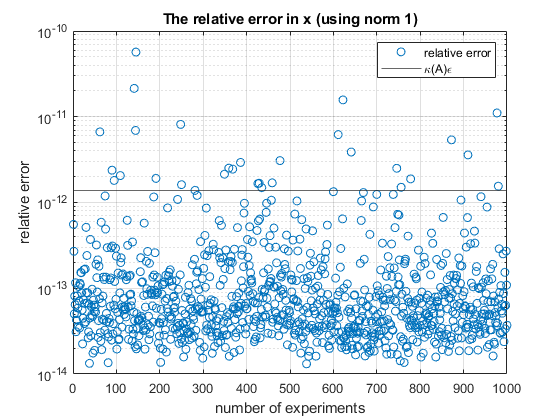 The relative error in x (using norm 1)
relative error
κ(A)ϵ
10⁻¹⁰
10⁻¹¹
10⁻¹²
10⁻¹³
10⁻¹⁴
relative error
0 100 200 300 400 500 600 700 800 900 1000
number of experiments